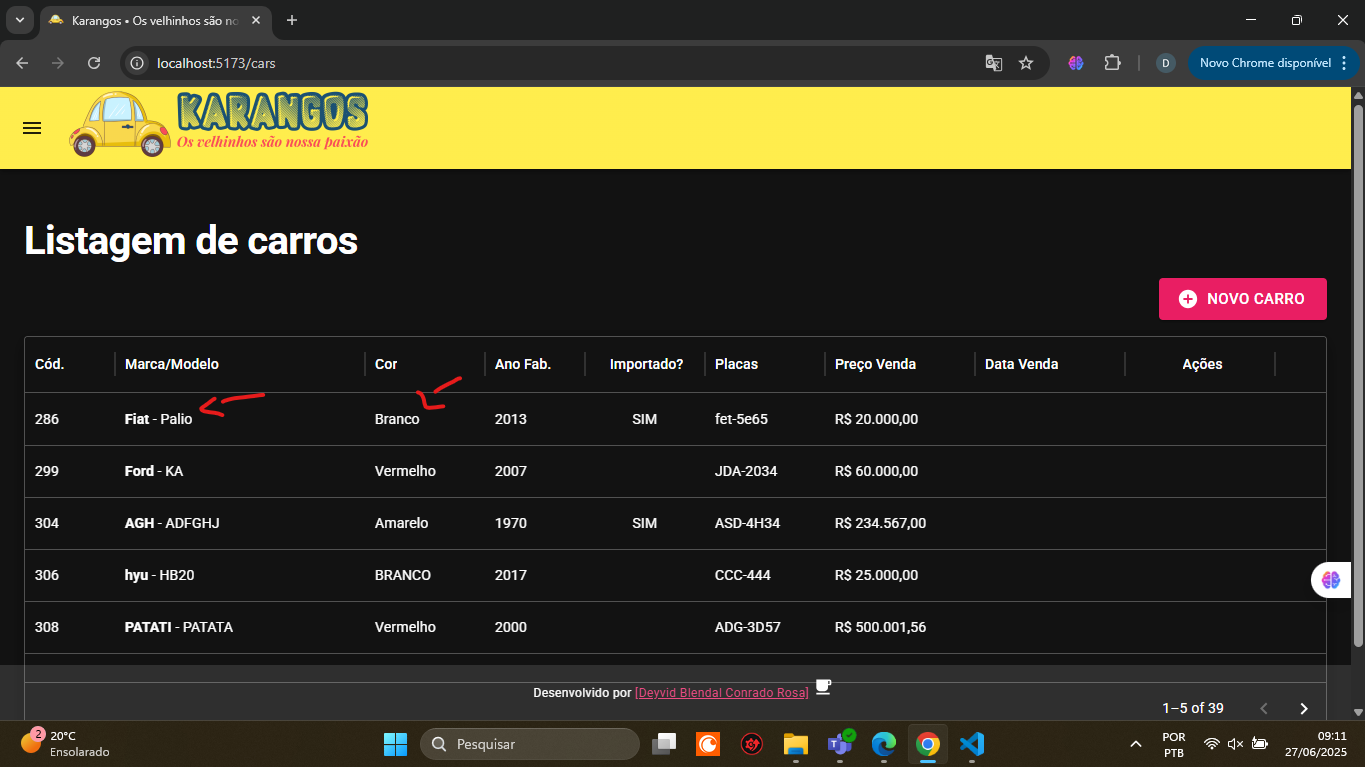 Karangos • Os velhinhos são no
localhost:5173/cars
D
Novo Chrome disponível
KARANGOS
Os velhinhos são nossa paixão
Listagem de carros
NOVO CARRO
Cód. Marca/Modelo Cor Ano Fab. Importado? Placas Preço Venda Data Venda Ações
286 Fiat - Palio Branco 2013 SIM fet-5e65 R$ 20.000,00
299 Ford - KA Vermelho 2007 JDA-2034 R$ 60.000,00
304 AGH - ADFGHJ Amarelo 1970 SIM ASD-4H34 R$ 234.567,00
306 hyu - HB20 BRANCO 2017 CCC-444 R$ 25.000,00
308 PATATI - PATATA Vermelho 2000 ADG-3D57 R$ 500.001,56
Desenvolvido por [Deyvid Blendal Conrado Rosa]
1–5 of 39
2
20°C
Ensolarado
Pesquisar
POR
PTB
09:11
27/06/2025